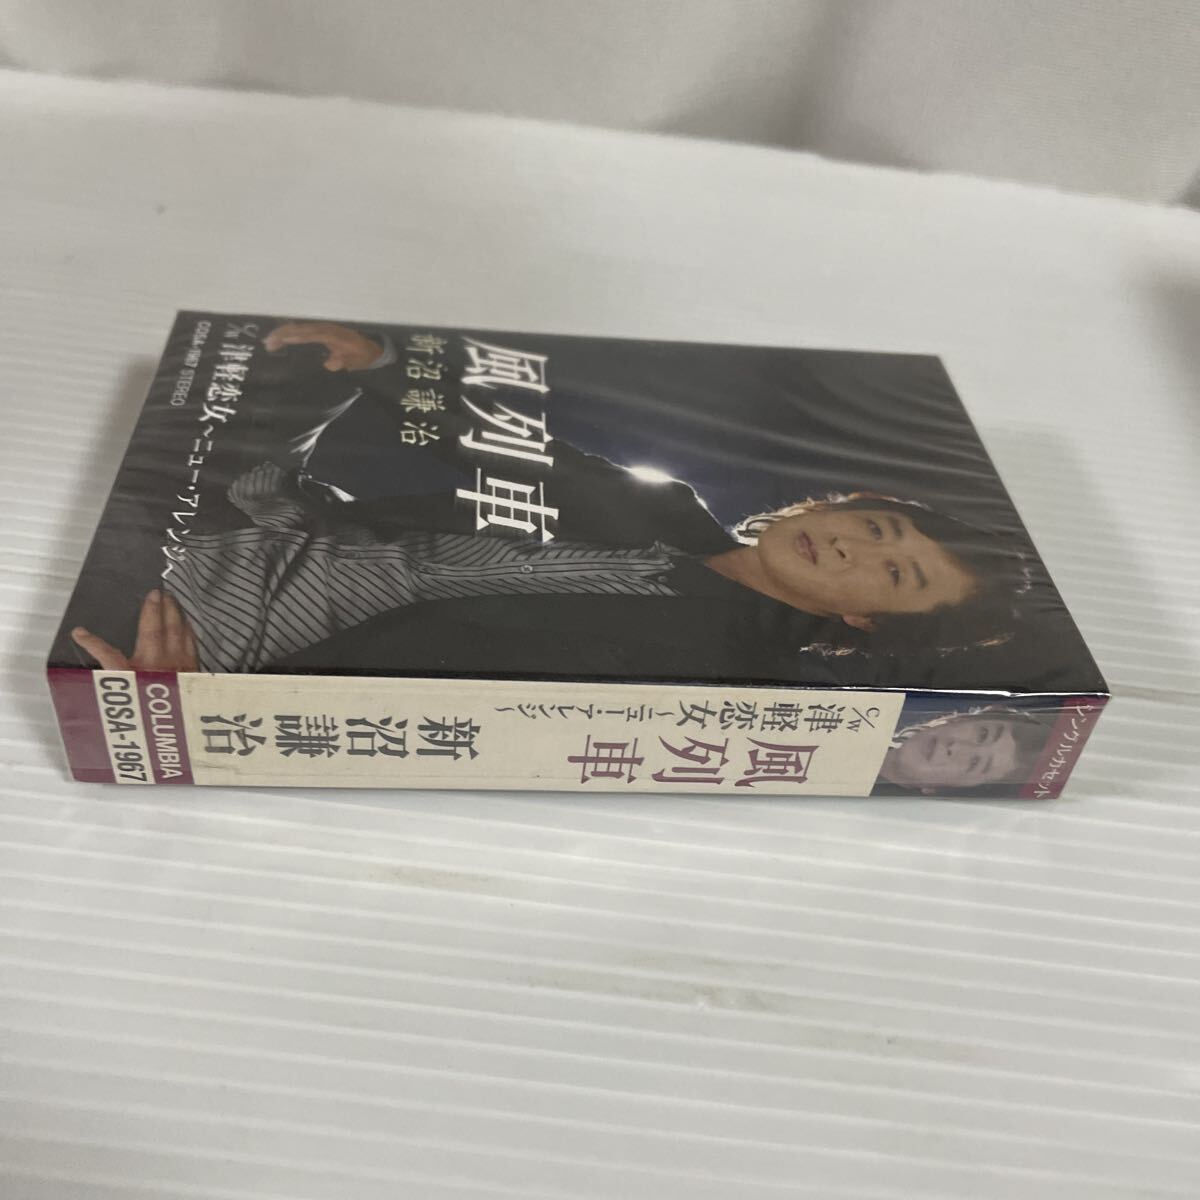 風列車
新沼謙治
C/W 津軽恋女~ニュー・アレンジ~
COSA-1967 STEREO
シングルカセット
風列車
C/W 津軽恋女~ニュー・アレンジ~
新沼謙治
COLUMBIA
COSA-1967